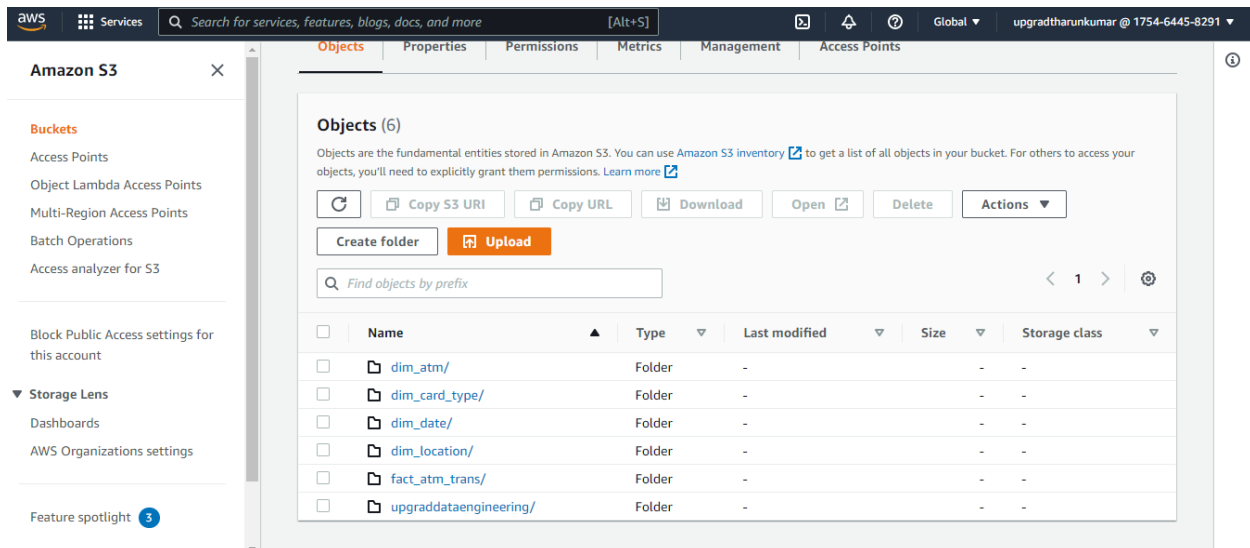 aws Services Search for services, features, blogs, docs, and more [Alt+S] Global ▼ upgradtharunkumar @ 1754-6445-8291 ▼
Amazon S3
Buckets
Access Points
Object Lambda Access Points
Multi-Region Access Points
Batch Operations
Access analyzer for S3
Block Public Access settings for
this account
▼ Storage Lens
Dashboards
AWS Organizations settings
Feature spotlight 3
Objects Properties Permissions Metrics Management Access Points
Objects (6)
Objects are the fundamental entities stored in Amazon S3. You can use Amazon S3 inventory to get a list of all objects in your bucket. For others to access your
objects, you'll need to explicitly grant them permissions. Learn more
Copy S3 URI Copy URL Download Open Delete Actions ▼
Create folder Upload
Find objects by prefix < 1 >
Name ▲ Type Last modified Size Storage class
dim_atm/ Folder - - -
dim_card_type/ Folder - - -
dim_date/ Folder - - -
dim_location/ Folder - - -
fact_atm_trans/ Folder - - -
upgraddataengineering/ Folder - - -